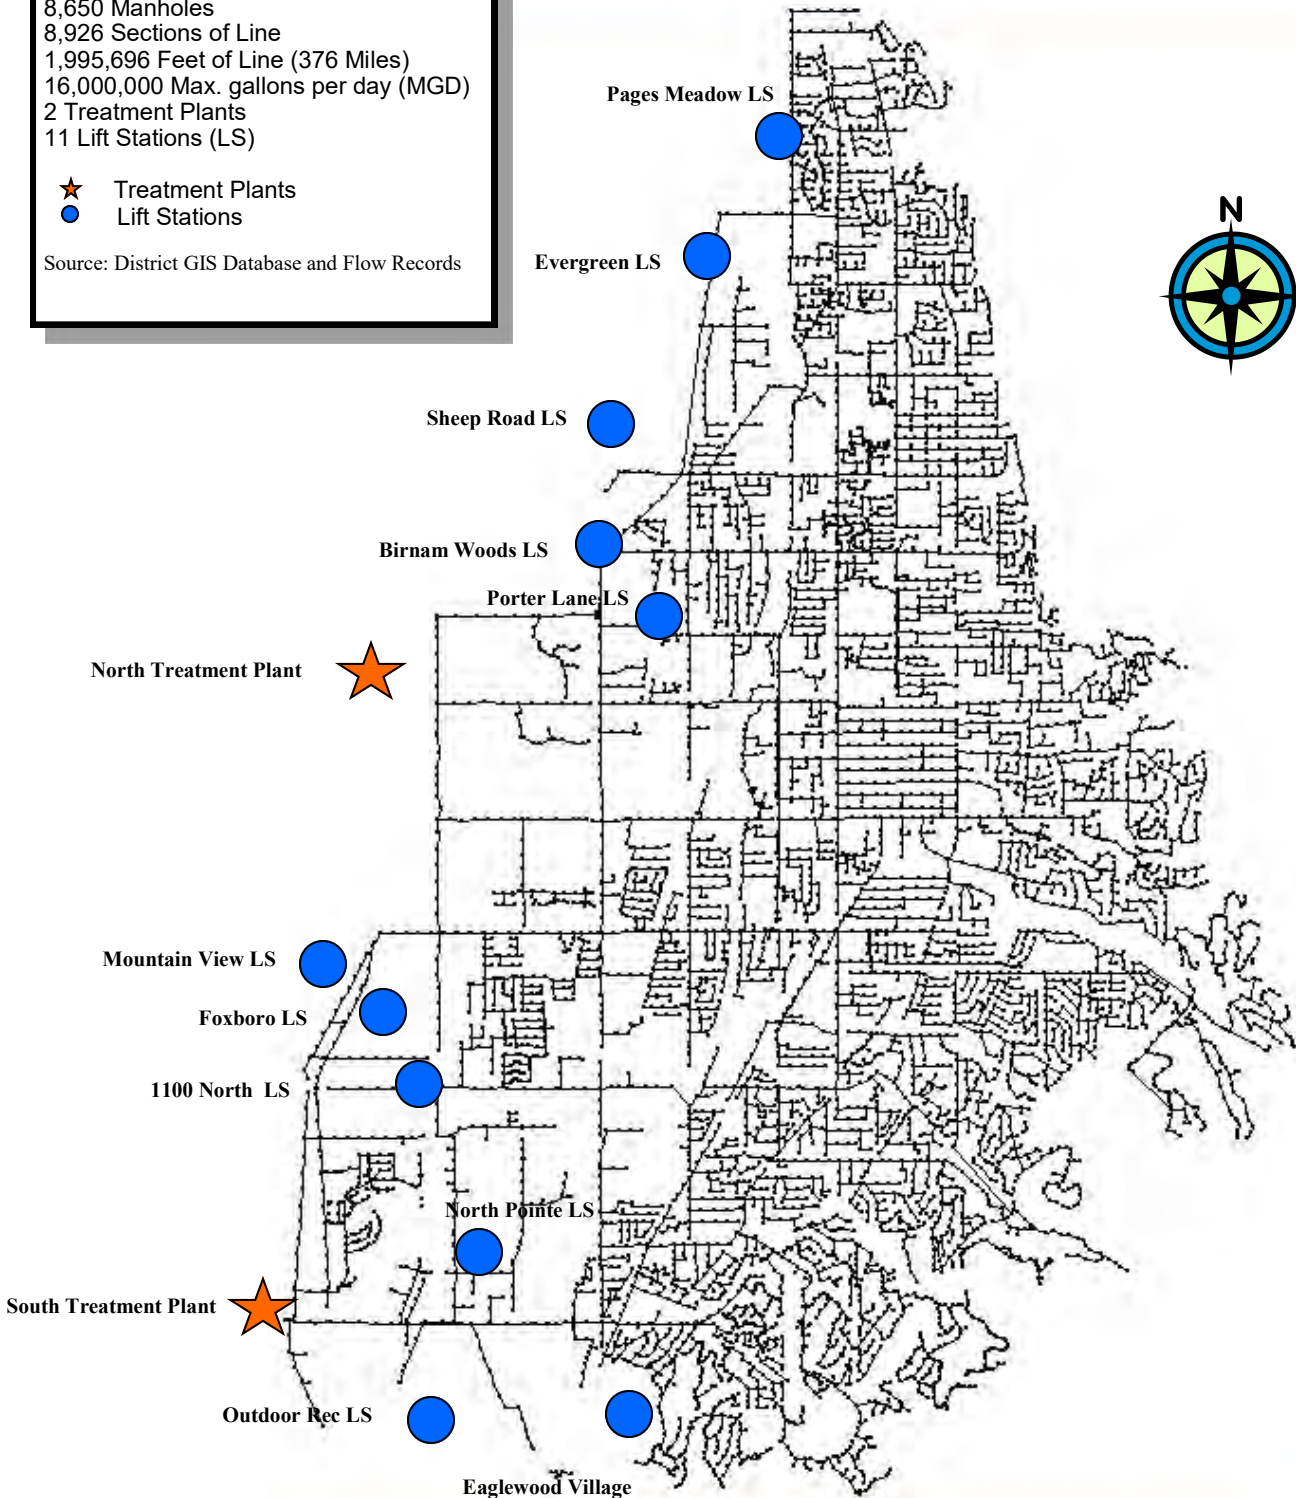 8,650 Manholes
8,926 Sections of Line
1,995,696 Feet of Line (376 Miles)
16,000,000 Max. gallons per day (MGD)
2 Treatment Plants
11 Lift Stations (LS)
Treatment Plants
Lift Stations
Source: District GIS Database and Flow Records
N
Pages Meadow LS
Evergreen LS
Sheep Road LS
Birnam Woods LS
Porter Lane LS
North Treatment Plant
Mountain View LS
Foxboro LS
1100 North LS
North Pointe LS
South Treatment Plant
Outdoor Rec LS
Eaglewood Village